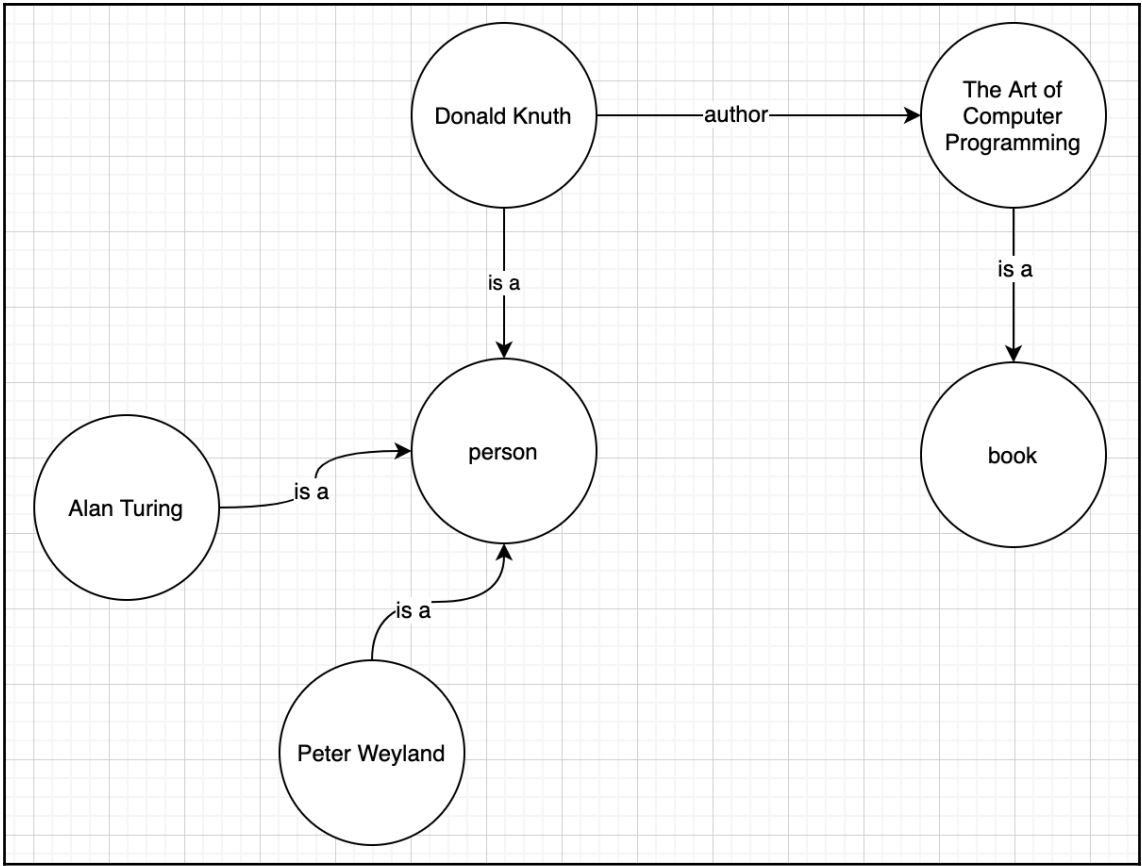 Donald Knuth
author
The Art of
Computer
Programming
is a
is a
person
book
Alan Turing
is a
is a
Peter Weyland